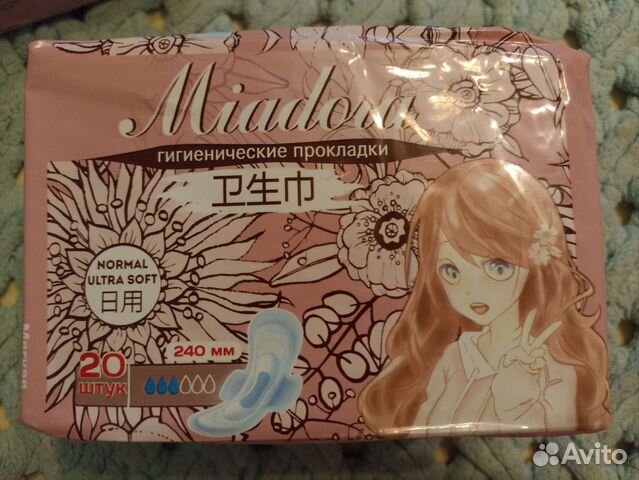 Miadora
гигиенические прокладки
卫生巾
NORMAL
ULTRA SOFT
日用
20
штук
240 мм
Avito